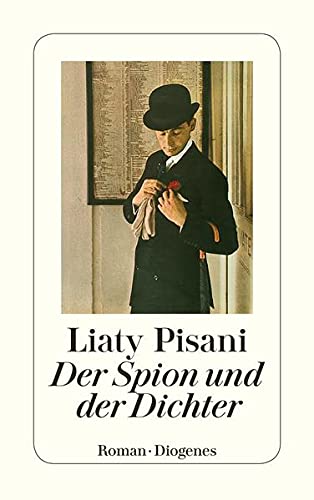 Liaty Pisani
Der Spion und
der Dichter
Roman · Diogenes